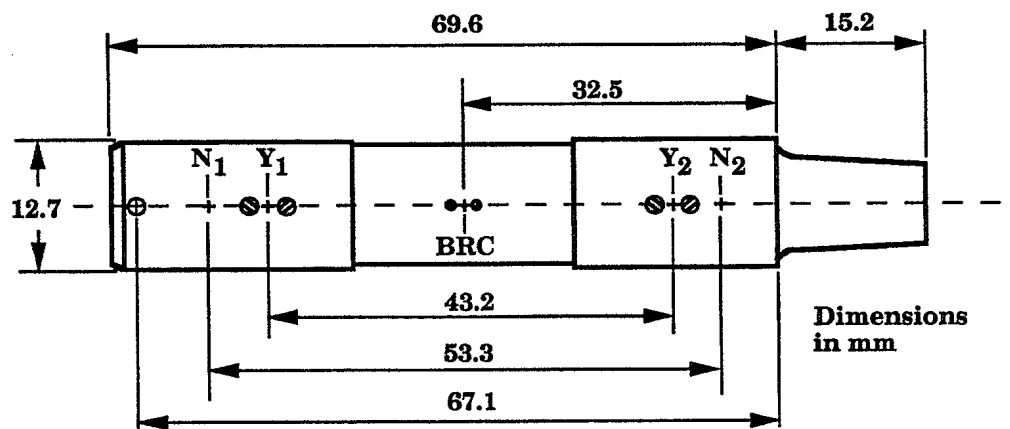 69.6
15.2
32.5
N1 Y1
Y2 N2
12.7
BRC
43.2
Dimensions
in mm
53.3
67.1